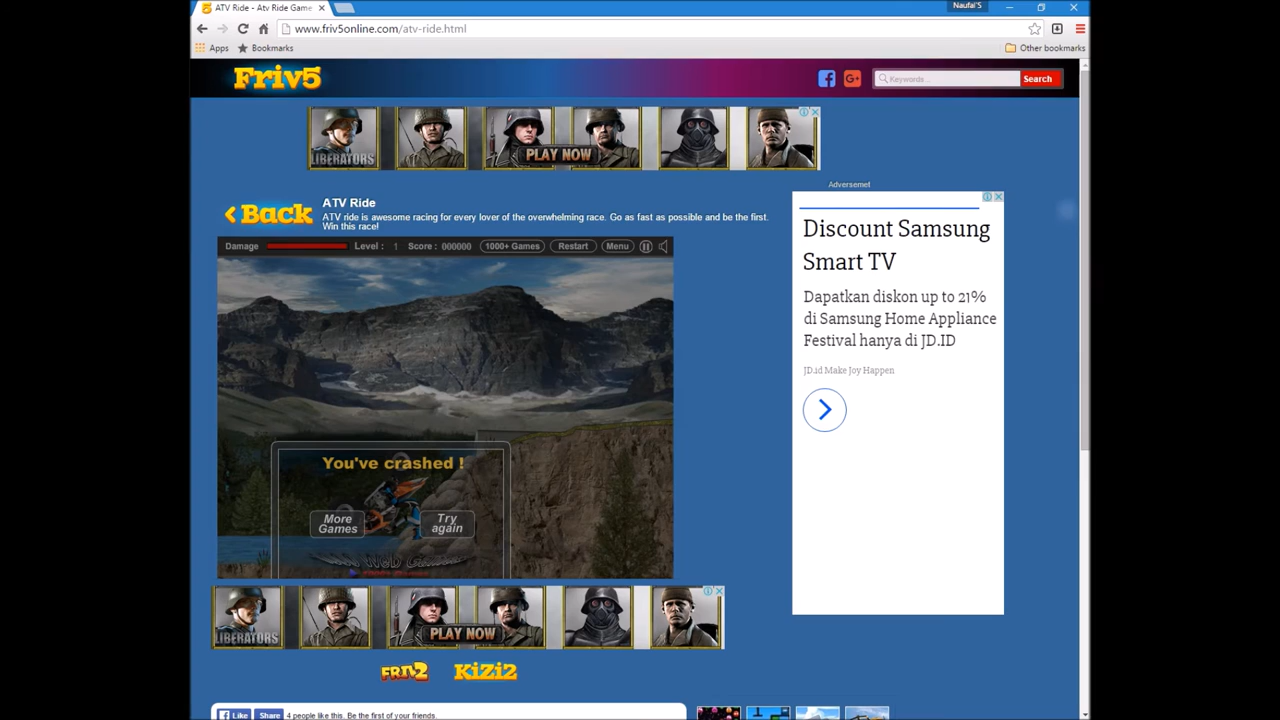 ATV Ride - Atv Ride Game
Naufal'S
www.friv5online.com/atv-ride.html
Apps Bookmarks Other bookmarks
Friv5
Keywords... Search
LIBERATORS
PLAY NOW
Adversemet
< Back
ATV Ride
ATV ride is awesome racing for every lover of the overwhelming race. Go as fast as possible and be the first.
Win this race!
Damage Level : 1 Score : 000000 1000+ Games Restart Menu
Discount Samsung
Smart TV
Dapatkan diskon up to 21%
di Samsung Home Appliance
Festival hanya di JD.ID
JD.id Make Joy Happen
You've crashed !
More
Games
Try
again
LIBERATORS
PLAY NOW
FRIV2 KiZi2
Like Share 4 people like this. Be the first of your friends.